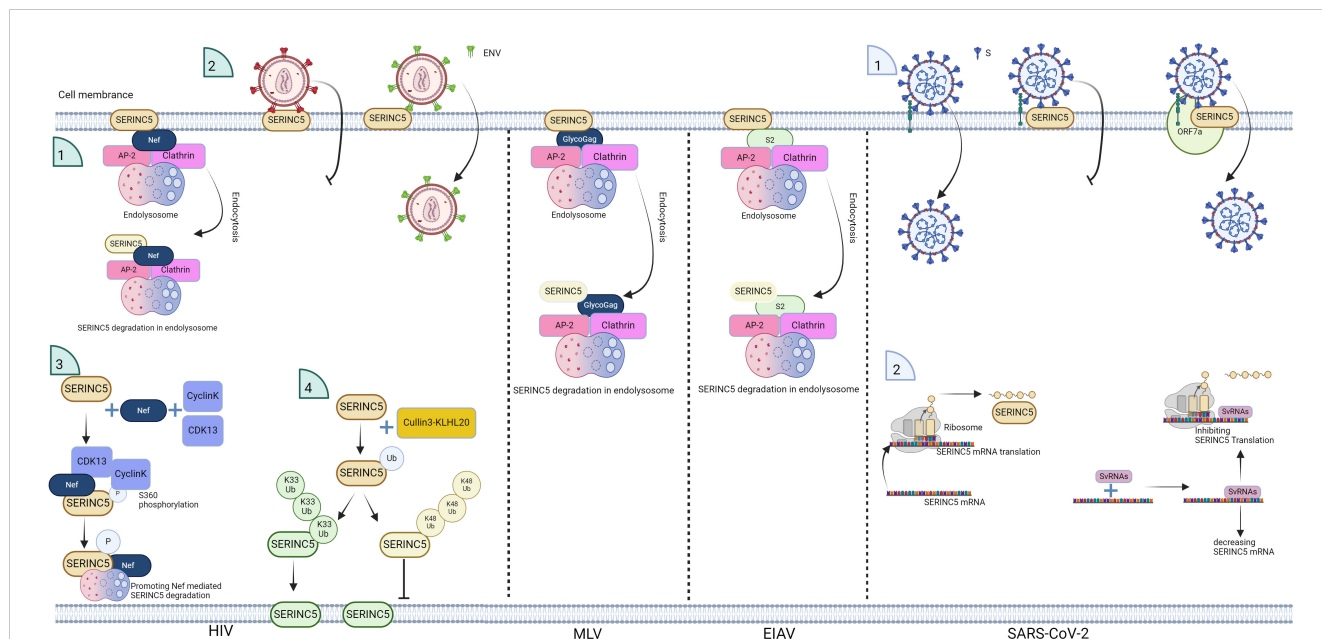 2
ENV
1
S
Cell membrane
SERINC5
SERINC5
SERINC5
SERINC5
SERINC5
SERINC5
SERINC5
ORF7a
1
Nef
AP-2
Clathrin
Endolysosome
Endocytosis
SERINC5
Nef
AP-2
Clathrin
SERINC5 degradation in endolysosome
GlycoGag
AP-2
Clathrin
Endolysosome
Endocytosis
SERINC5
GlycoGag
AP-2
Clathrin
SERINC5 degradation in endolysosome
S2
AP-2
Clathrin
Endolysosome
Endocytosis
SERINC5
S2
AP-2
Clathrin
SERINC5 degradation in endolysosome
3
SERINC5
Nef
CyclinK
CDK13
CDK13
CyclinK
Nef
SERINC5
P
S360
phosphorylation
P
SERINC5
Nef
Promoting Nef mediated
SERINC5 degradation
4
SERINC5
Cullin3-KLHL20
Ub
SERINC5
K33
Ub
K33
Ub
K33
Ub
SERINC5
K48
Ub
K48
Ub
K48
Ub
SERINC5
SERINC5
SERINC5
2
Ribosome
SERINC5 mRNA translation
SERINC5
SERINC5 mRNA
SvRNAs
Inhibiting
SERINC5 Translation
SvRNAs
SvRNAs
decreasing
SERINC5 mRNA
HIV
MLV
EIAV
SARS-CoV-2